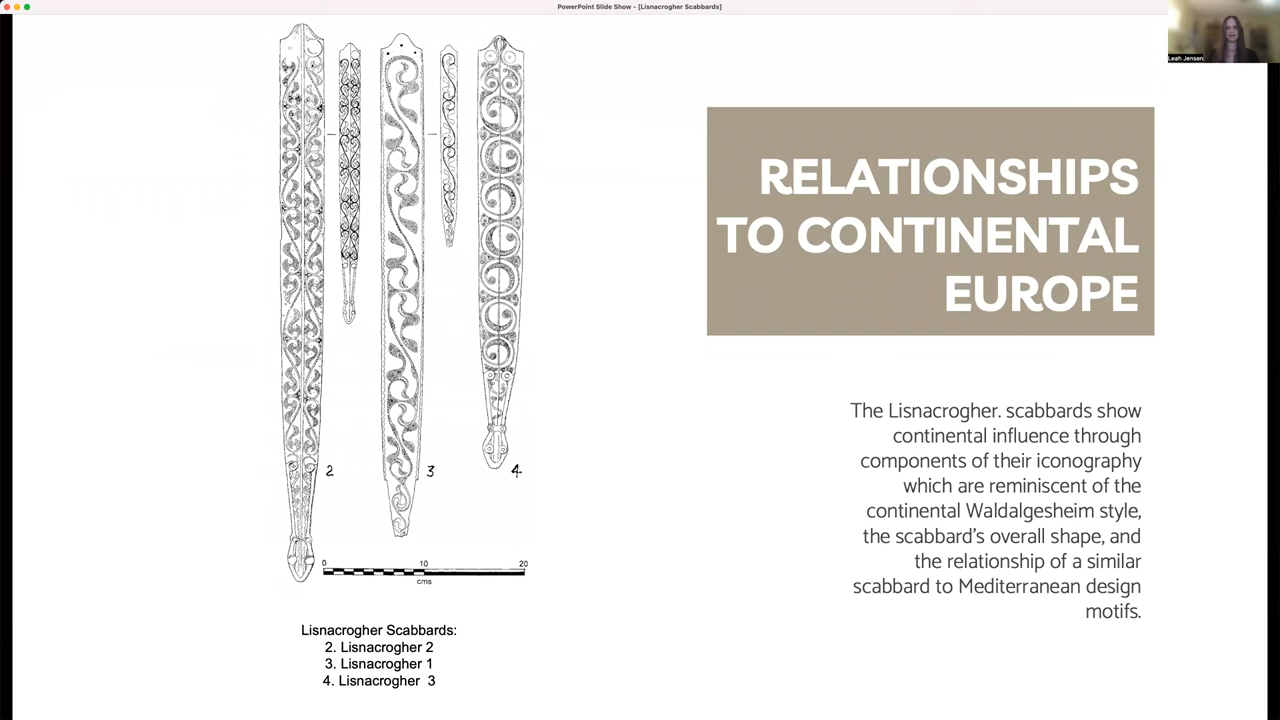 PowerPoint Slide Show - [Lisnacrogher Scabbards]
Leah Jensen
RELATIONSHIPS
TO CONTINENTAL
EUROPE
The Lisnacrogher. scabbards show
continental influence through
components of their iconography
which are reminiscent of the
continental Waldalgesheim style,
the scabbard's overall shape, and
the relationship of a similar
scabbard to Mediterranean design
motifs.
2
3
4
0 10 20
cms
Lisnacrogher Scabbards:
2. Lisnacrogher 2
3. Lisnacrogher 1
4. Lisnacrogher 3